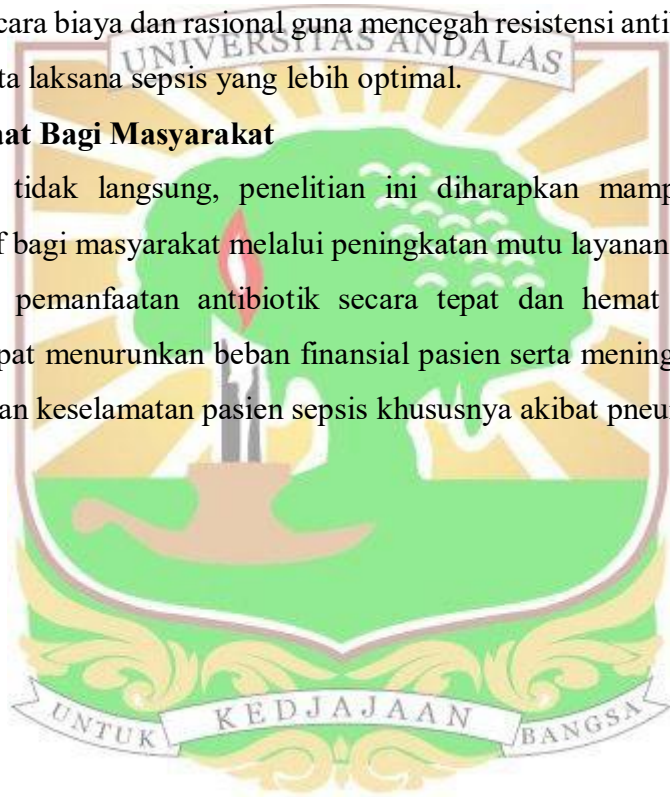 cara biaya dan rasional guna mencegah resistensi anti
UNIVERSITAS ANDALAS
ta laksana sepsis yang lebih optimal.
aat Bagi Masyarakat
tidak langsung, penelitian ini diharapkan mamp
f bagi masyarakat melalui peningkatan mutu layanan
pemanfaatan antibiotik secara tepat dan hemat
pat menurunkan beban finansial pasien serta mening
an keselamatan pasien sepsis khususnya akibat pneu
UNTUK KEDJAJAAN BANGSA